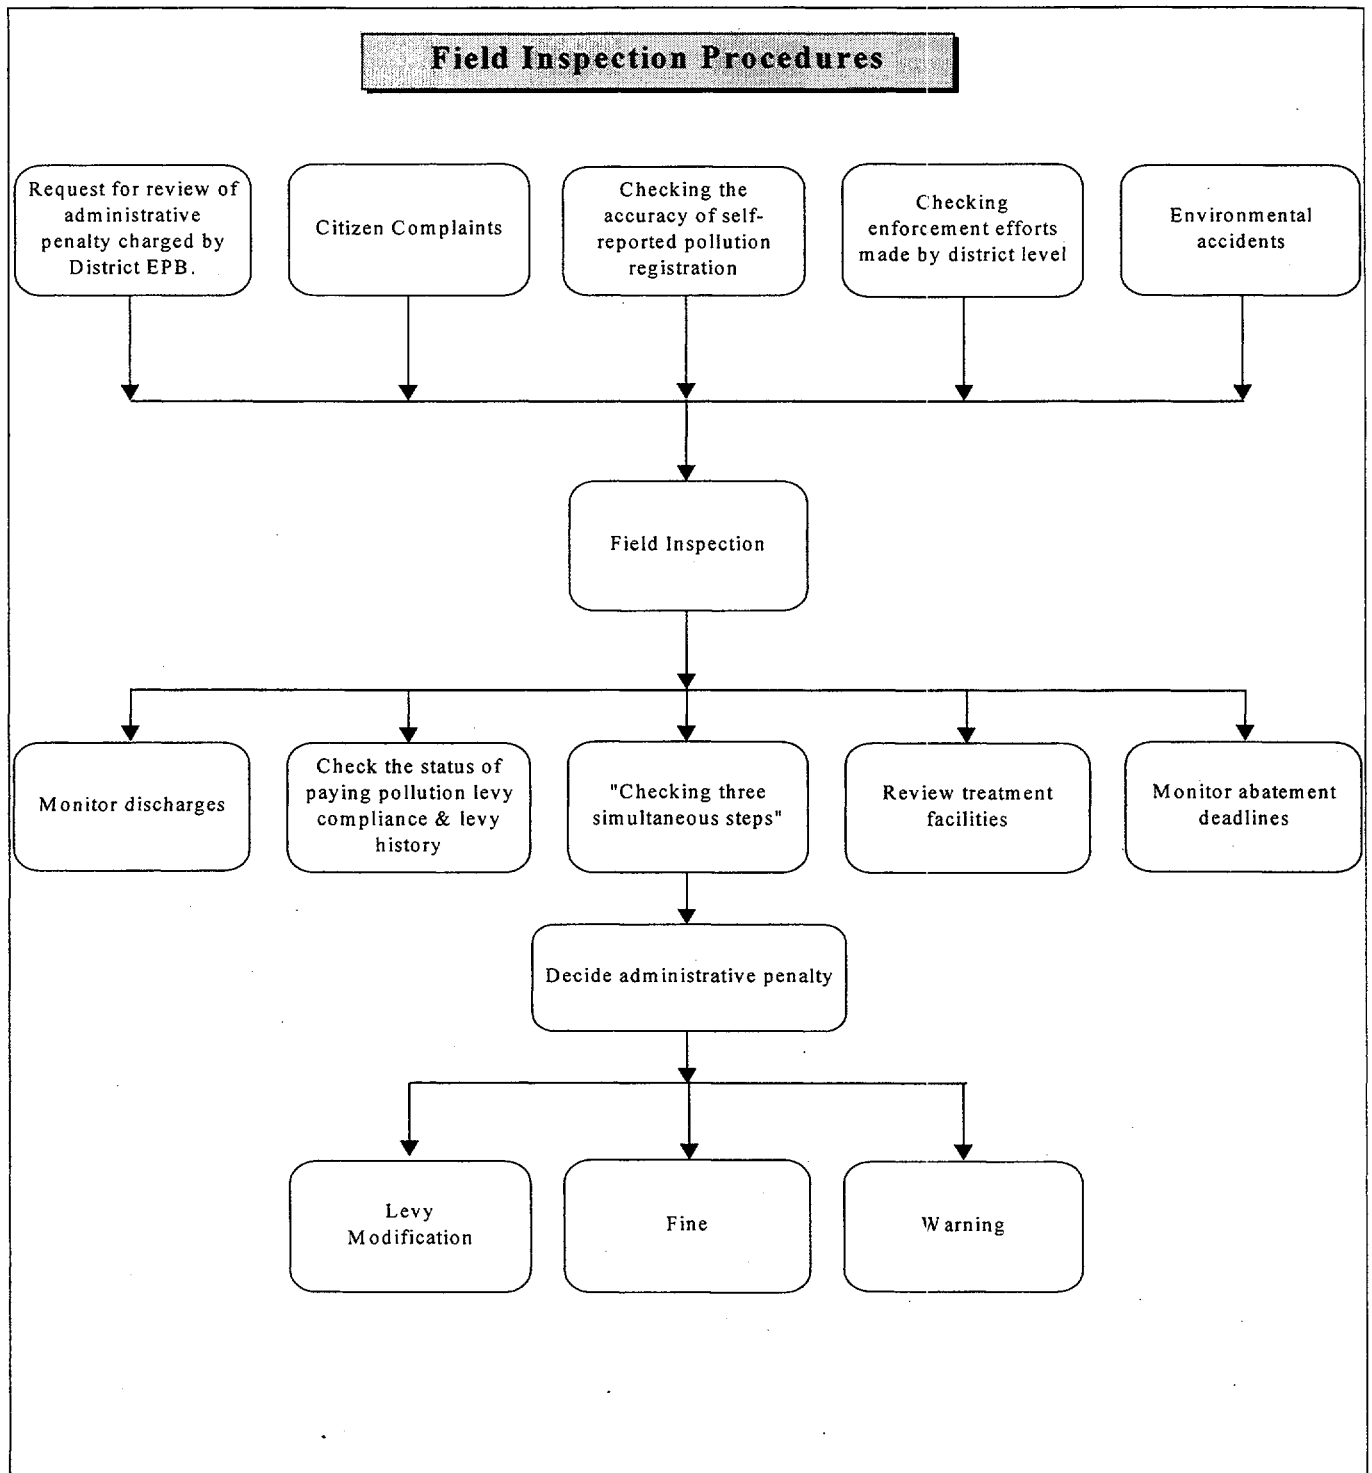 Field Inspection Procedures
Request for review of
administrative
penalty charged by
District EPB.
Citizen Complaints
Checking the
accuracy of self-
reported pollution
registration
Checking
enforcement efforts
made by district level
Environmental
accidents
Field Inspection
Monitor discharges
Check the status of
paying pollution levy
compliance & levy
history
"Checking three
simultaneous steps"
Review treatment
facilities
Monitor abatement
deadlines
Decide administrative penalty
Levy
Modification
Fine
Warning